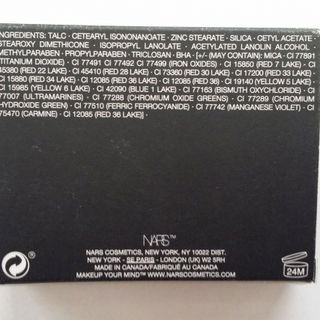 INGREDIENTS: TALC · CETEARYL ISONONANOATE · ZINC STEARATE · SILICA · CETYL ACETATE
STEAROXY DIMETHICONE · ISOPROPYL LANOLATE · ACETYLATED LANOLIN ALCOHOL
METHYLPARABEN · PROPYLPARABEN · TRICLOSAN · BHA · [+/- (MAY CONTAIN): MICA · CI 77891
(TITANIUM DIOXIDE) · CI 77491 CI 77492 CI 77499 (IRON OXIDES) · CI 15850 (RED 7 LAKE) · CI
45380 (RED 22 LAKE) · CI 45410 (RED 28 LAKE) · CI 73360 (RED 30 LAKE) · CI 17200 (RED 33 LAKE)
· CI 15880 (RED 34 LAKE) · CI 12085 (RED 36 LAKE) · CI 19140 (YELLOW 5 LAKE) ·
CI 15985 (YELLOW 6 LAKE) · CI 42090 (BLUE 1 LAKE) · CI 77163 (BISMUTH OXYCHLORIDE) · CI
77007 (ULTRAMARINES) · CI 77288 (CHROMIUM OXIDE GREENS) · CI 77289 (CHROMIUM
HYDROXIDE GREEN) · CI 77510 (FERRIC FERROCYANIDE) · CI 77742 (MANGANESE VIOLET) · CI
75470 (CARMINE) · CI 12085 (RED 36 LAKE)] ·
NARS™
NARS COSMETICS, NEW YORK, NY 10022 DIST.
NEW YORK - SE PARIS - LONDON (UK) W2 5RH
MADE IN CANADA/FABRIQUÉ AU CANADA
MAKEUP YOUR MIND™ WWW.NARSCOSMETICS.COM
24M